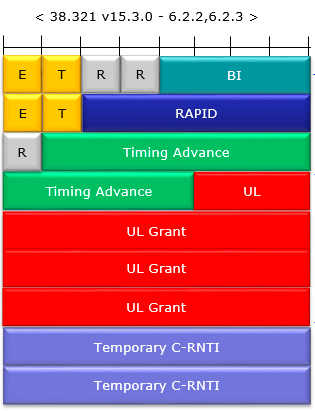 < 38.321 v15.3.0 - 6.2.2,6.2.3 >
E T R R BI
E T RAPID
R Timing Advance
Timing Advance UL
UL Grant
UL Grant
UL Grant
Temporary C-RNTI
Temporary C-RNTI